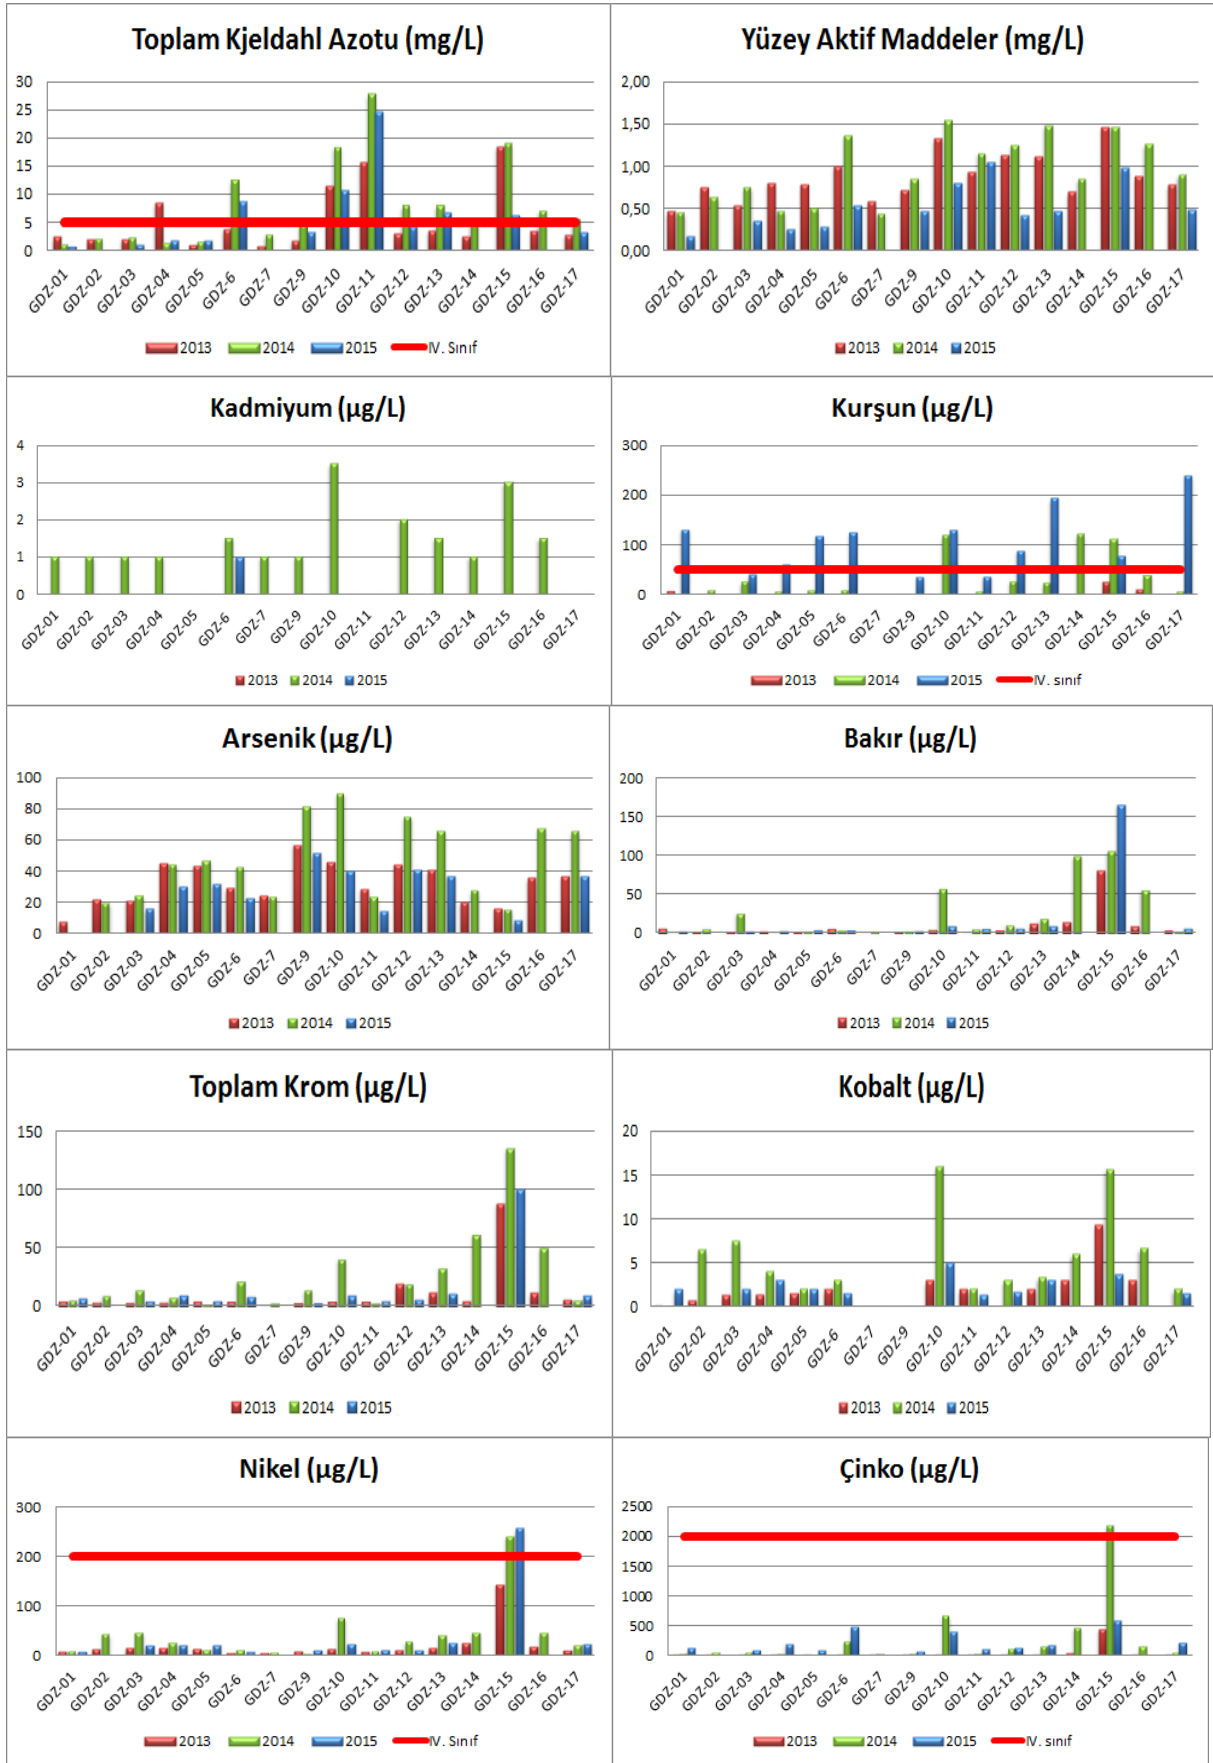 Toplam Kjeldahl Azotu (mg/L)
30
25
20
15
10
5
0
GDZ-01 GDZ-02 GDZ-03 GDZ-04 GDZ-05 GDZ-6 GDZ-7 GDZ-9 GDZ-10 GDZ-11 GDZ-12 GDZ-13 GDZ-14 GDZ-15 GDZ-16 GDZ-17
2013 2014 2015 IV. Sınıf
Yüzey Aktif Maddeler (mg/L)
2,00
1,50
1,00
0,50
0,00
GDZ-01 GDZ-02 GDZ-03 GDZ-04 GDZ-05 GDZ-6 GDZ-7 GDZ-9 GDZ-10 GDZ-11 GDZ-12 GDZ-13 GDZ-14 GDZ-15 GDZ-16 GDZ-17
2013 2014 2015
Kadmiyum (µg/L)
4
3
2
1
0
GDZ-01 GDZ-02 GDZ-03 GDZ-04 GDZ-05 GDZ-6 GDZ-7 GDZ-9 GDZ-10 GDZ-11 GDZ-12 GDZ-13 GDZ-14 GDZ-15 GDZ-16 GDZ-17
2013 2014 2015
Kurşun (µg/L)
300
200
100
0
GDZ-01 GDZ-02 GDZ-03 GDZ-04 GDZ-05 GDZ-6 GDZ-7 GDZ-9 GDZ-10 GDZ-11 GDZ-12 GDZ-13 GDZ-14 GDZ-15 GDZ-16 GDZ-17
2013 2014 2015 IV. sınıf
Arsenik (µg/L)
100
80
60
40
20
0
GDZ-01 GDZ-02 GDZ-03 GDZ-04 GDZ-05 GDZ-6 GDZ-7 GDZ-9 GDZ-10 GDZ-11 GDZ-12 GDZ-13 GDZ-14 GDZ-15 GDZ-16 GDZ-17
2013 2014 2015
Bakır (µg/L)
200
150
100
50
0
GDZ-01 GDZ-02 GDZ-03 GDZ-04 GDZ-05 GDZ-6 GDZ-7 GDZ-9 GDZ-10 GDZ-11 GDZ-12 GDZ-13 GDZ-14 GDZ-15 GDZ-16 GDZ-17
2013 2014 2015
Toplam Krom (µg/L)
150
100
50
0
GDZ-01 GDZ-02 GDZ-03 GDZ-04 GDZ-05 GDZ-6 GDZ-7 GDZ-9 GDZ-10 GDZ-11 GDZ-12 GDZ-13 GDZ-14 GDZ-15 GDZ-16 GDZ-17
2013 2014 2015
Kobalt (µg/L)
20
15
10
5
0
GDZ-01 GDZ-02 GDZ-03 GDZ-04 GDZ-05 GDZ-6 GDZ-7 GDZ-9 GDZ-10 GDZ-11 GDZ-12 GDZ-13 GDZ-14 GDZ-15 GDZ-16 GDZ-17
2013 2014 2015
Nikel (µg/L)
300
200
100
0
GDZ-01 GDZ-02 GDZ-03 GDZ-04 GDZ-05 GDZ-6 GDZ-7 GDZ-9 GDZ-10 GDZ-11 GDZ-12 GDZ-13 GDZ-14 GDZ-15 GDZ-16 GDZ-17
2013 2014 2015 IV. Sınıf
Çinko (µg/L)
2500
2000
1500
1000
500
0
GDZ-01 GDZ-02 GDZ-03 GDZ-04 GDZ-05 GDZ-6 GDZ-7 GDZ-9 GDZ-10 GDZ-11 GDZ-12 GDZ-13 GDZ-14 GDZ-15 GDZ-16 GDZ-17
2013 2014 2015 IV. sınıf